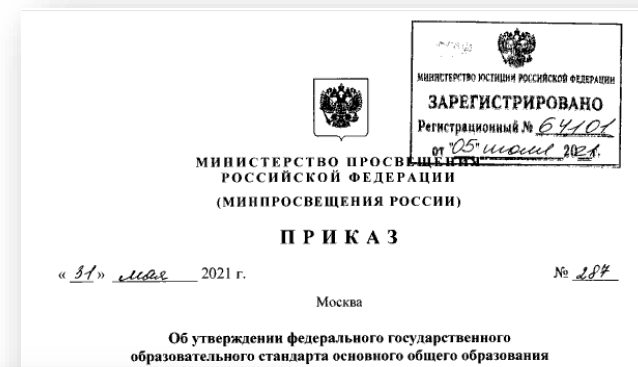 МИНИСТЕРСТВО ЮСТИЦИИ РОССИЙСКОЙ ФЕДЕРАЦИИ
ЗАРЕГИСТРИРОВАНО
Регистрационный № 64101
от "05" июля 2021.
МИНИСТЕРСТВО ПРОСВЕЩЕНИЯ
РОССИЙСКОЙ ФЕДЕРАЦИИ
(МИНПРОСВЕЩЕНИЯ РОССИИ)
ПРИКАЗ
« 31 » мая 2021 г.
№ 287
Москва
Об утверждении федерального государственного
образовательного стандарта основного общего образования